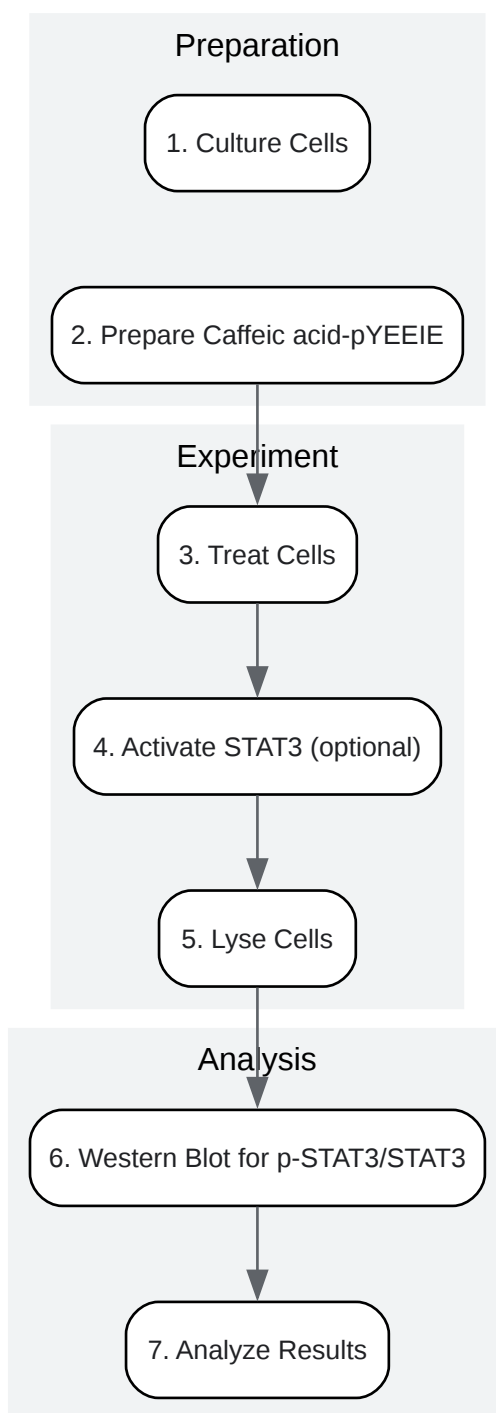 Preparation
1. Culture Cells
2. Prepare Caffeic acid-pYEEIE
Experiment
3. Treat Cells
4. Activate STAT3 (optional)
5. Lyse Cells
Analysis
6. Western Blot for p-STAT3/STAT3
7. Analyze Results